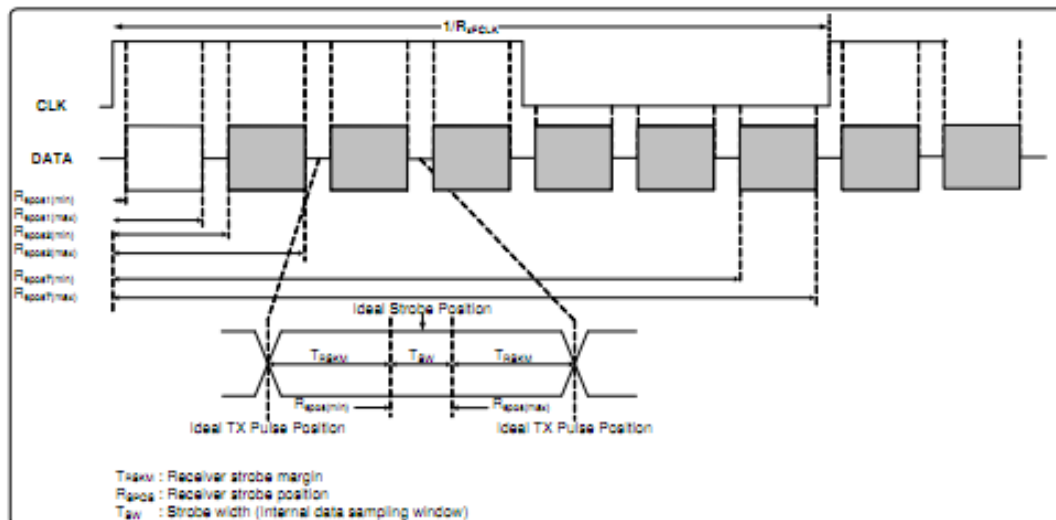 1/RxFCLK
CLK
DATA
Rspos1(min)
Rspos1(max)
Rspos2(min)
Rspos2(max)
Rspos7(min)
Rspos7(max)
Ideal Strobe Position
TRSKM TSW TRSKM
Rspos(min) Rspos(max)
Ideal TX Pulse Position Ideal TX Pulse Position
TRSKM : Receiver strobe margin
RSPOS : Receiver strobe position
TSW : Strobe width (Internal data sampling window)